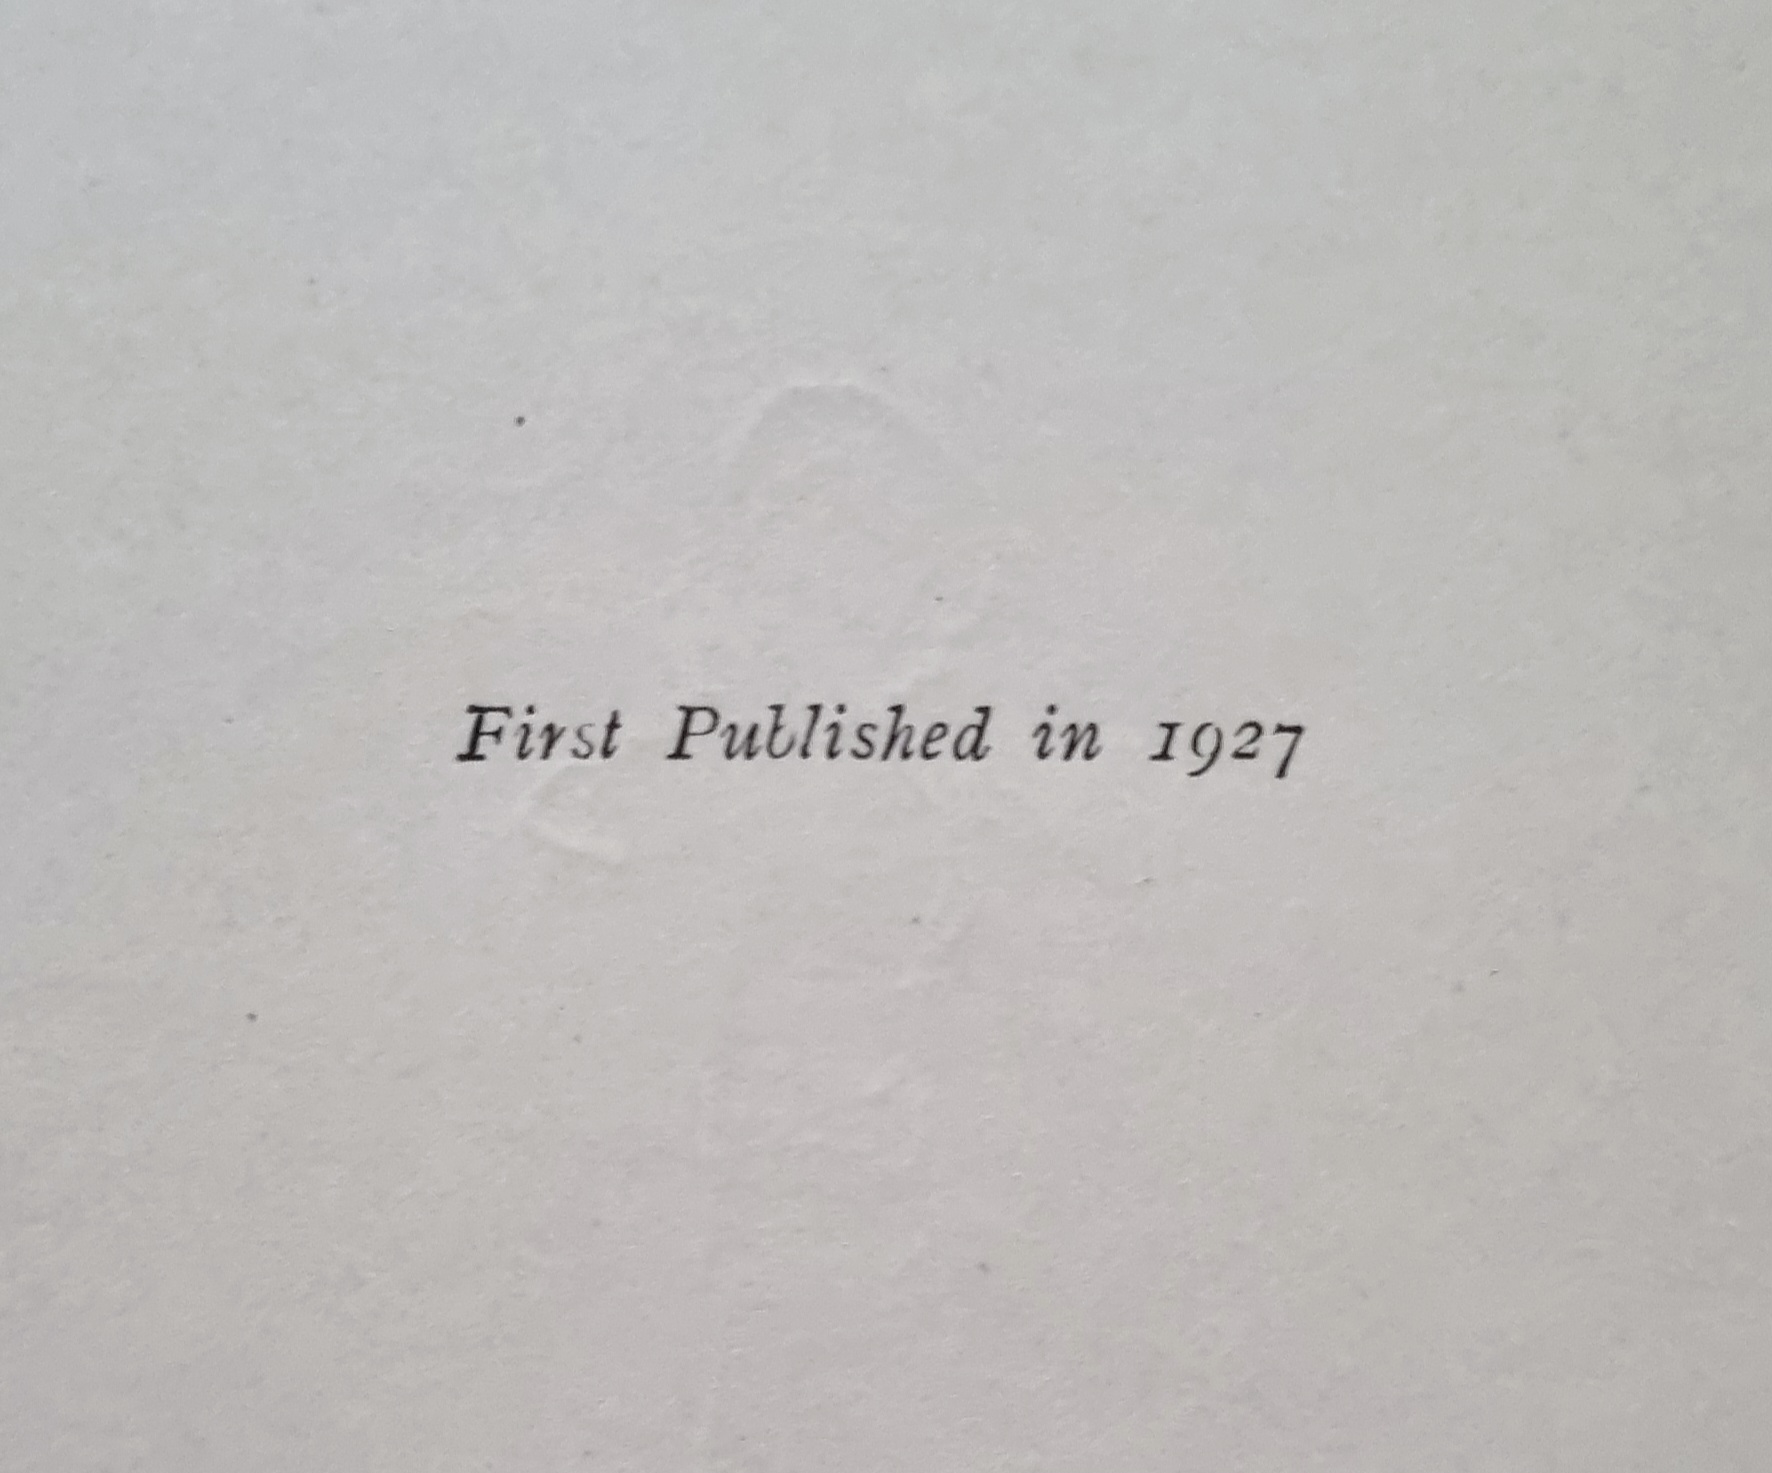 First Published in 1927